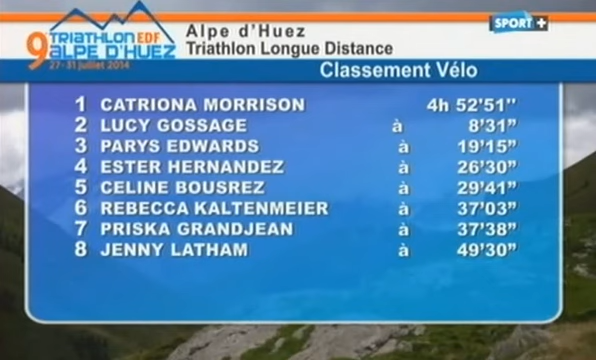 9 TRIATHLON EDF
ALPE D'HUEZ
27-31 juillet 2014
Alpe d'Huez
Triathlon Longue Distance
SPORT +
Classement Vélo
1 CATRIONA MORRISON 4h 52'51"
2 LUCY GOSSAGE à 8'31"
3 PARYS EDWARDS à 19'15"
4 ESTER HERNANDEZ à 26'30"
5 CELINE BOUSREZ à 29'41"
6 REBECCA KALTENMEIER à 37'03"
7 PRISKA GRANDJEAN à 37'38"
8 JENNY LATHAM à 49'30"